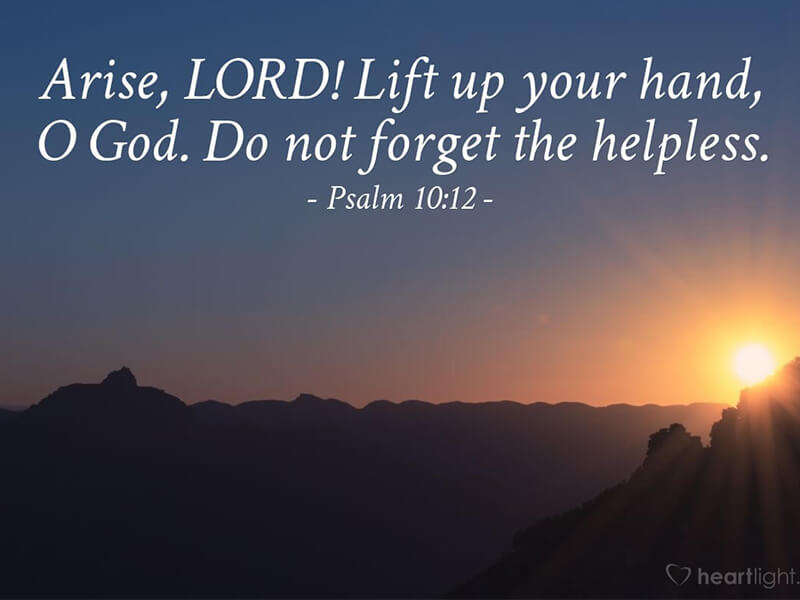 Arise, LORD! Lift up your hand,
O God. Do not forget the helpless.
- Psalm 10:12 -
heartlight.